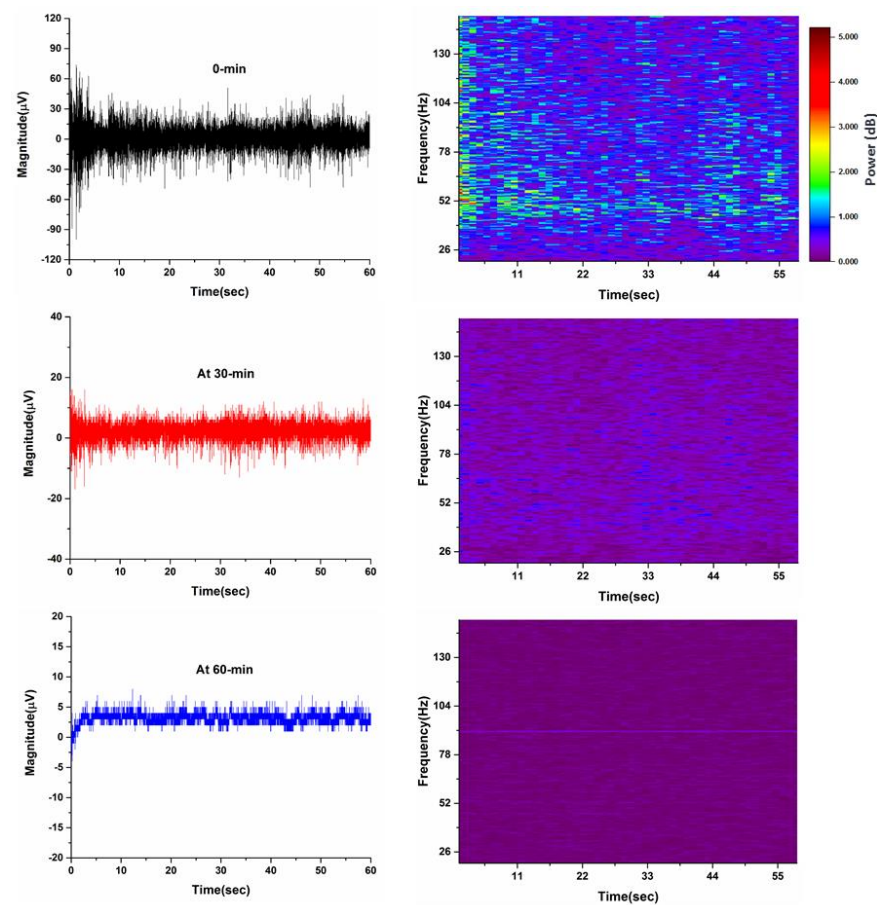 120
90
60
30
0
-30
-60
-90
-120
Magnitude(μV)
0-min
0 10 20 30 40 50 60
Time(sec)
130
104
78
52
26
Frequency(Hz)
11 22 33 44 55
Time(sec)
5.000
4.000
3.000
2.000
1.000
0.000
Power [dB]
40
20
0
-20
-40
Magnitude(μV)
At 30-min
0 10 20 30 40 50 60
Time(sec)
130
104
78
52
26
Frequency(Hz)
11 22 33 44 55
Time(sec)
20
15
10
5
0
-5
-10
-15
-20
Magnitude(μV)
At 60-min
0 10 20 30 40 50 60
Time(sec)
130
104
78
52
26
Frequency(Hz)
11 22 33 44 55
Time(sec)